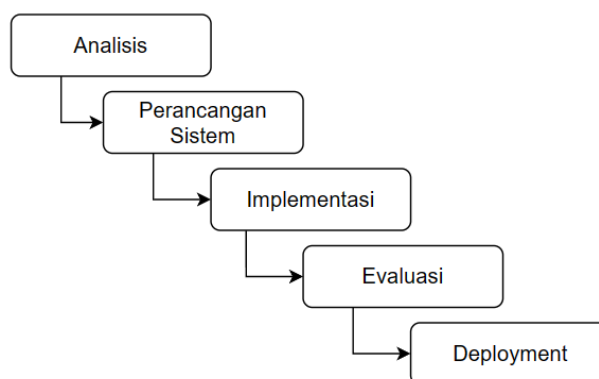 Analisis
Perancangan
Sistem
Implementasi
Evaluasi
Deployment